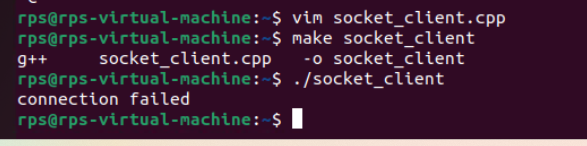 rps@rps-virtual-machine:~$ vim socket_client.cpp
rps@rps-virtual-machine:~$ make socket_client
g++     socket_client.cpp   -o socket_client
rps@rps-virtual-machine:~$ ./socket_client
connection failed
rps@rps-virtual-machine:~$